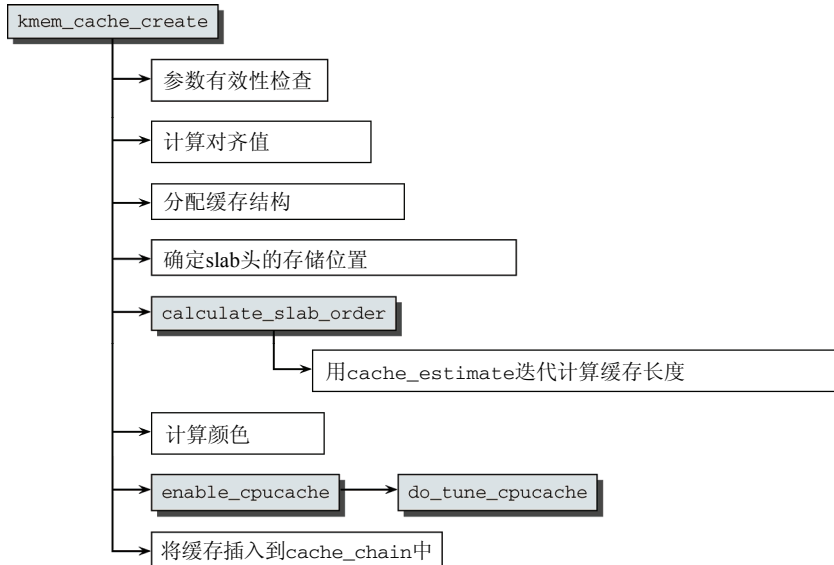 kmem_cache_create
参数有效性检查
计算对齐值
分配缓存结构
确定slab头的存储位置
calculate_slab_order
用cache_estimate迭代计算缓存长度
计算颜色
enable_cpucache
do_tune_cpucache
将缓存插入到cache_chain中